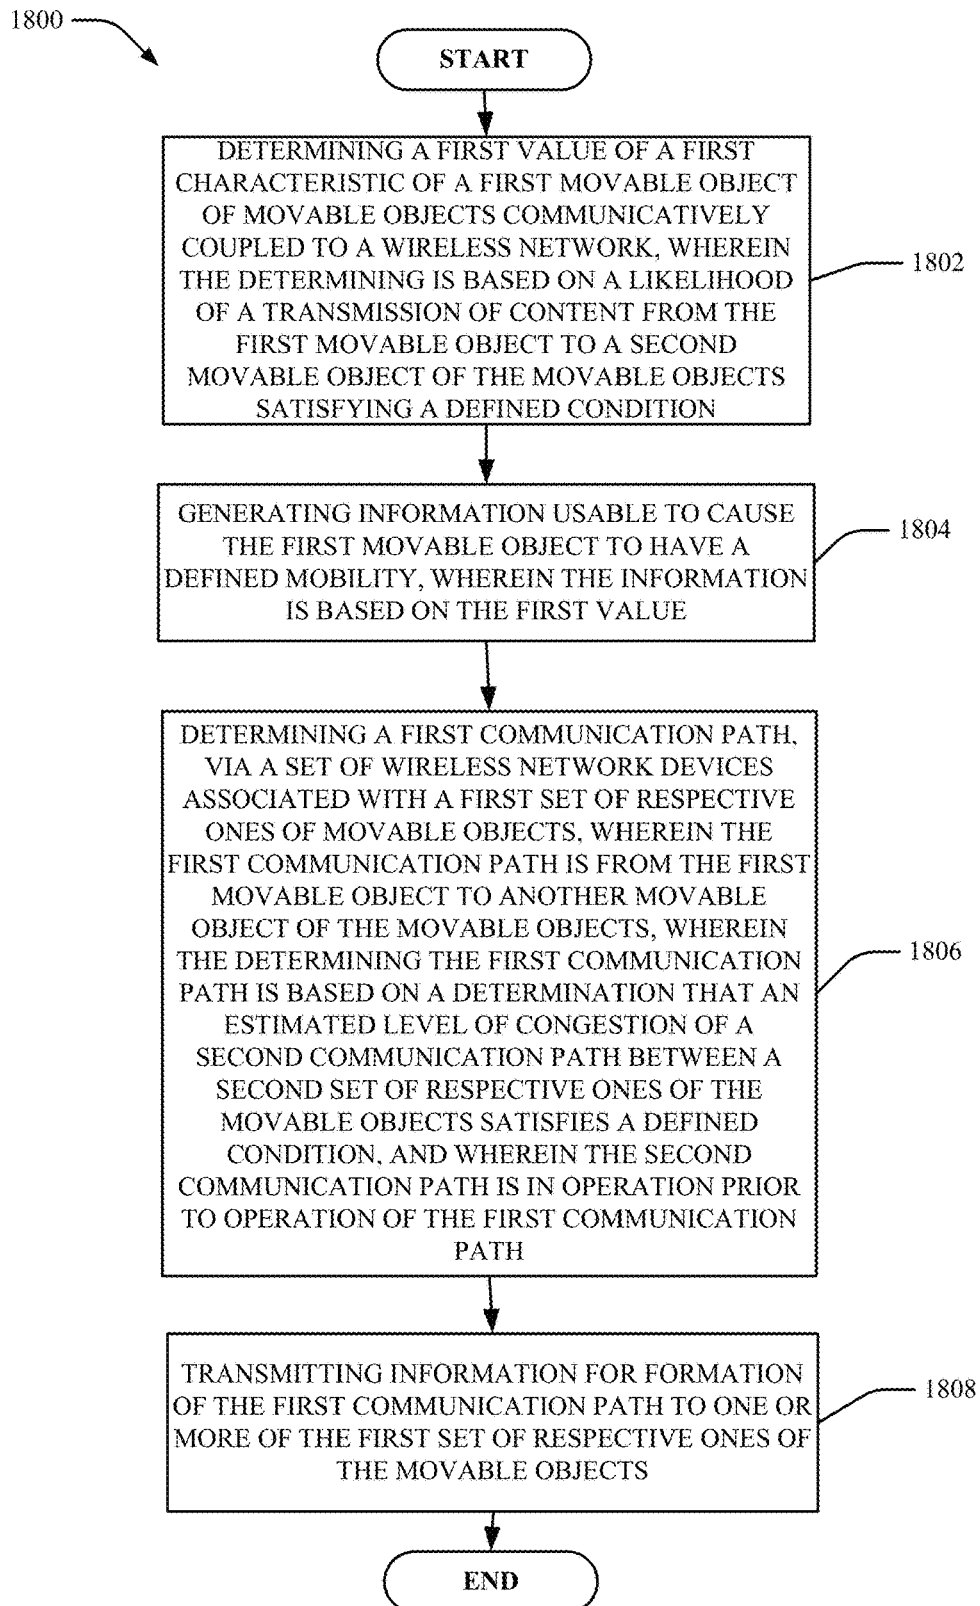 1800
START
DETERMINING A FIRST VALUE OF A FIRST
CHARACTERISTIC OF A FIRST MOVABLE OBJECT
OF MOVABLE OBJECTS COMMUNICATIVELY
COUPLED TO A WIRELESS NETWORK, WHEREIN
THE DETERMINING IS BASED ON A LIKELIHOOD
OF A TRANSMISSION OF CONTENT FROM THE
FIRST MOVABLE OBJECT TO A SECOND
MOVABLE OBJECT OF THE MOVABLE OBJECTS
SATISFYING A DEFINED CONDITION
1802
GENERATING INFORMATION USABLE TO CAUSE
THE FIRST MOVABLE OBJECT TO HAVE A
DEFINED MOBILITY, WHEREIN THE INFORMATION
IS BASED ON THE FIRST VALUE
1804
DETERMINING A FIRST COMMUNICATION PATH,
VIA A SET OF WIRELESS NETWORK DEVICES
ASSOCIATED WITH A FIRST SET OF RESPECTIVE
ONES OF MOVABLE OBJECTS, WHEREIN THE
FIRST COMMUNICATION PATH IS FROM THE FIRST
MOVABLE OBJECT TO ANOTHER MOVABLE
OBJECT OF THE MOVABLE OBJECTS, WHEREIN
THE DETERMINING THE FIRST COMMUNICATION
PATH IS BASED ON A DETERMINATION THAT AN
ESTIMATED LEVEL OF CONGESTION OF A
SECOND COMMUNICATION PATH BETWEEN A
SECOND SET OF RESPECTIVE ONES OF THE
MOVABLE OBJECTS SATISFIES A DEFINED
CONDITION, AND WHEREIN THE SECOND
COMMUNICATION PATH IS IN OPERATION PRIOR
TO OPERATION OF THE FIRST COMMUNICATION
PATH
1806
TRANSMITTING INFORMATION FOR FORMATION
OF THE FIRST COMMUNICATION PATH TO ONE OR
MORE OF THE FIRST SET OF RESPECTIVE ONES OF
THE MOVABLE OBJECTS
1808
END